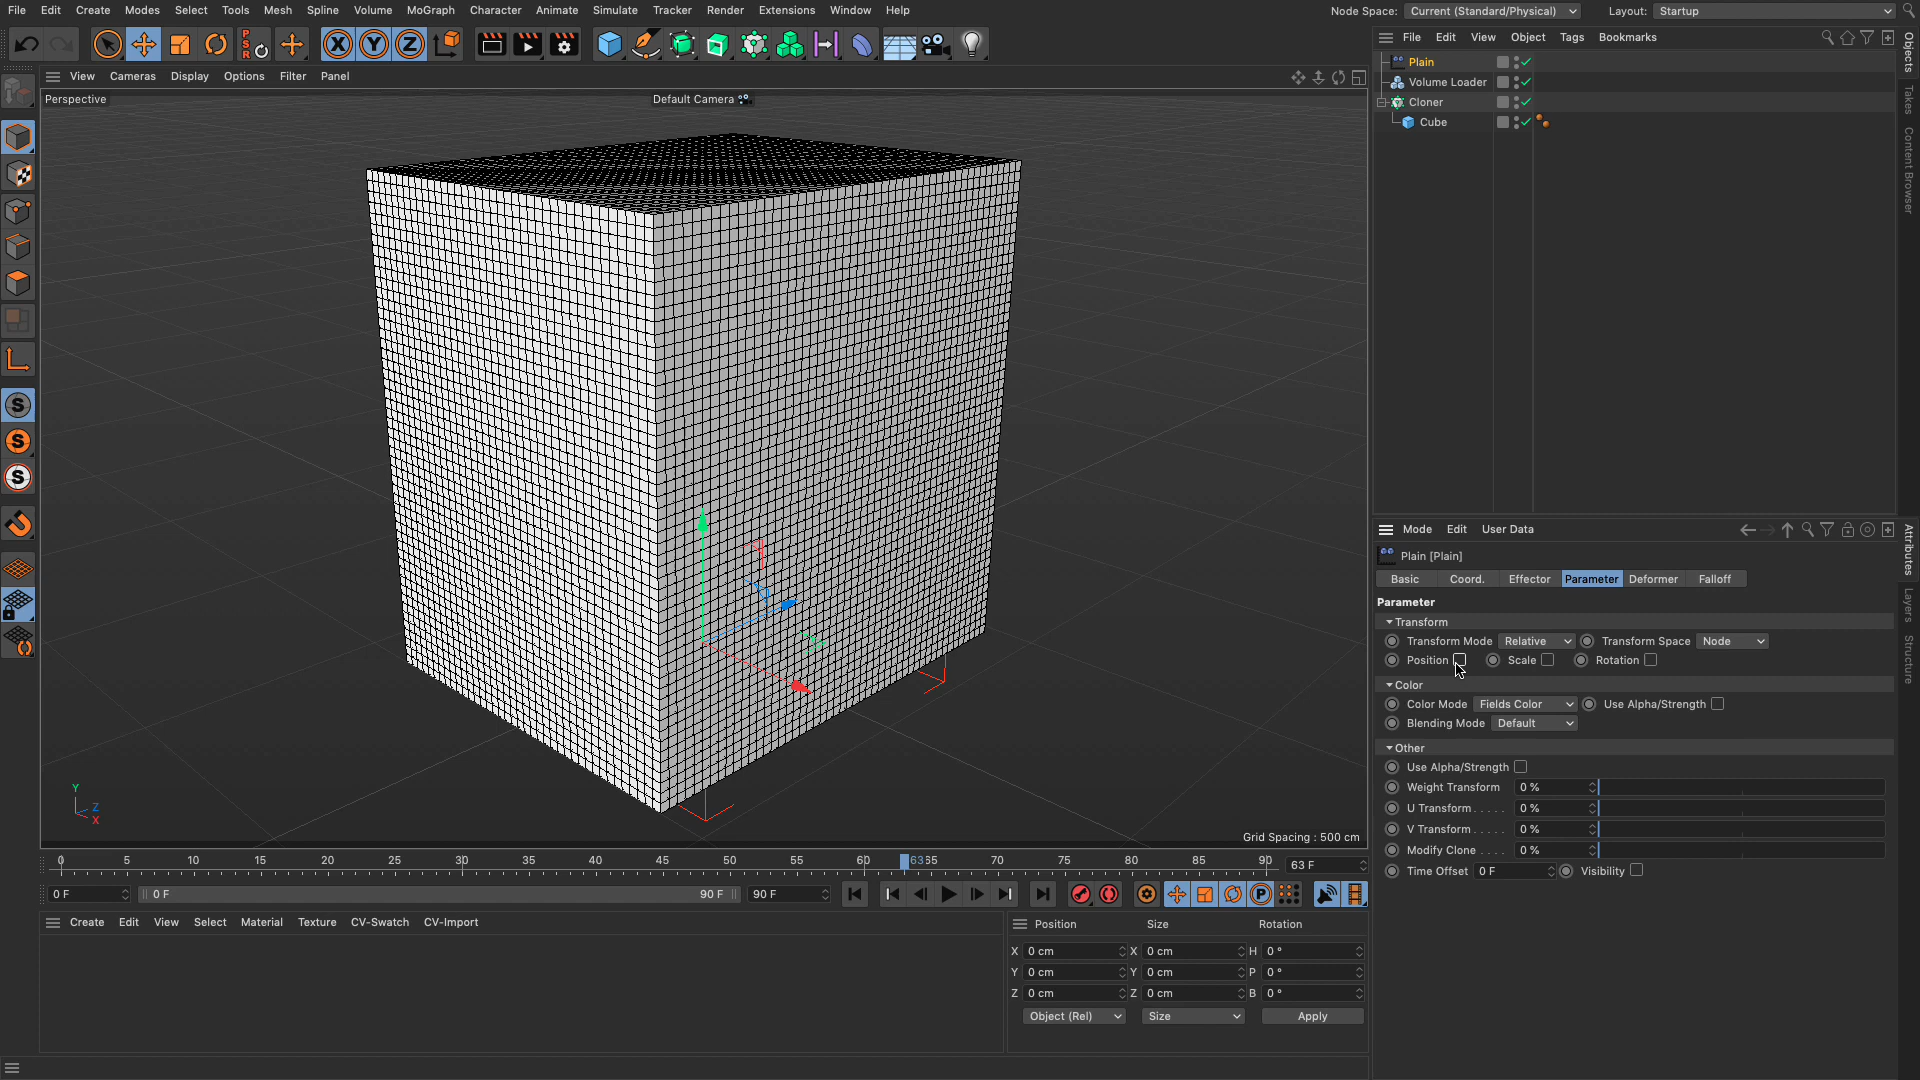 File Edit Create Modes Select Tools Mesh Spline Volume MoGraph Character Animate Simulate Tracker Render Extensions Window Help
Node Space: Current (Standard/Physical) Layout: Startup
PSR
X Y Z
File Edit View Object Tags Bookmarks
View Cameras Display Options Filter Panel
Perspective
Default Camera
Plain
Volume Loader
Cloner
Cube
Objects
Takes
Content Browser
S
S
S
Y
Z
X
Grid Spacing : 500 cm
Mode Edit User Data
Plain [Plain]
Basic Coord. Effector Parameter Deformer Falloff
Parameter
Transform
Transform Mode Relative Transform Space Node
Position Scale Rotation
Color
Color Mode Fields Color Use Alpha/Strength
Blending Mode Default
Other
Use Alpha/Strength
Weight Transform 0 %
U Transform . . . . . 0 %
V Transform . . . . . 0 %
Modify Clone . . . . 0 %
Time Offset 0 F Visibility
Attributes
Layers
Structure
0 5 10 15 20 25 30 35 40 45 50 55 60 63 65 70 75 80 85 90 63 F
0 F 0 F 90 F 90 F
P
Create Edit View Select Material Texture CV-Swatch CV-Import
Position Size Rotation
X 0 cm X 0 cm H 0 °
Y 0 cm Y 0 cm P 0 °
Z 0 cm Z 0 cm B 0 °
Object (Rel) Size Apply